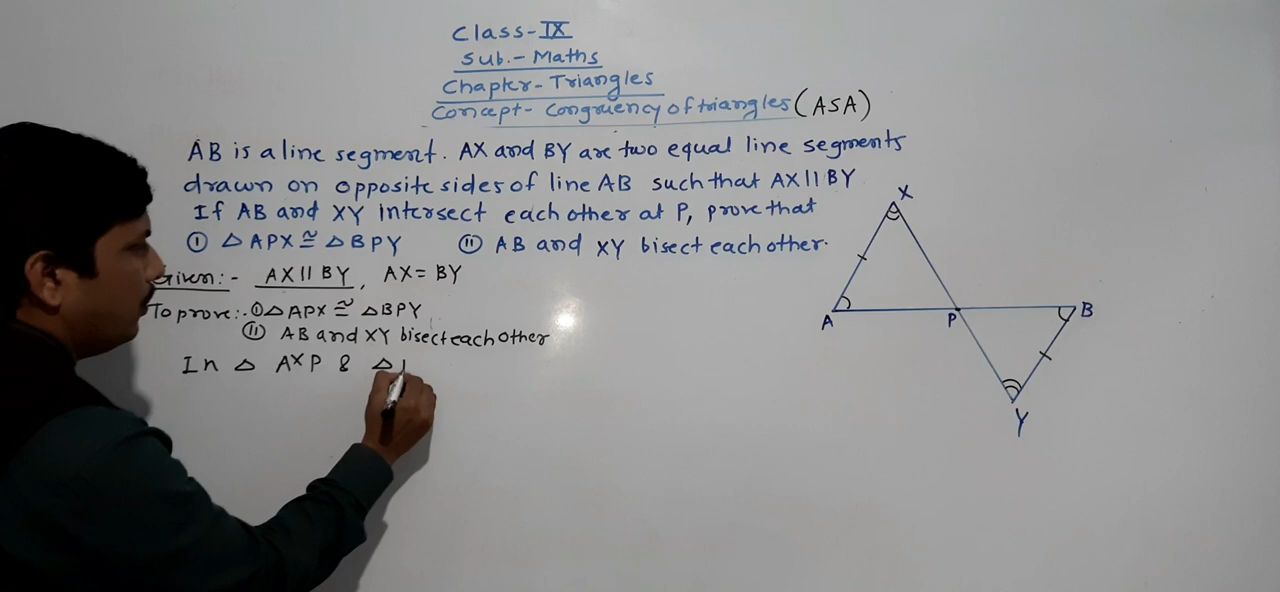 Class-IX
Sub.- Maths
Chapter- Triangles
Concept- Congruency of triangles (ASA)
AB is a line segment. AX and BY are two equal line segments
drawn on opposite sides of line AB such that AX || BY
If AB and XY intersect each other at P, prove that
(i) △APX ≅ △BPY (ii) AB and XY bisect each other.
Given:- AX || BY, AX = BY
To prove:- (i) △APX ≅ △BPY
(ii) AB and XY bisect each other
In △ AXP & △
X
A
P
B
Y